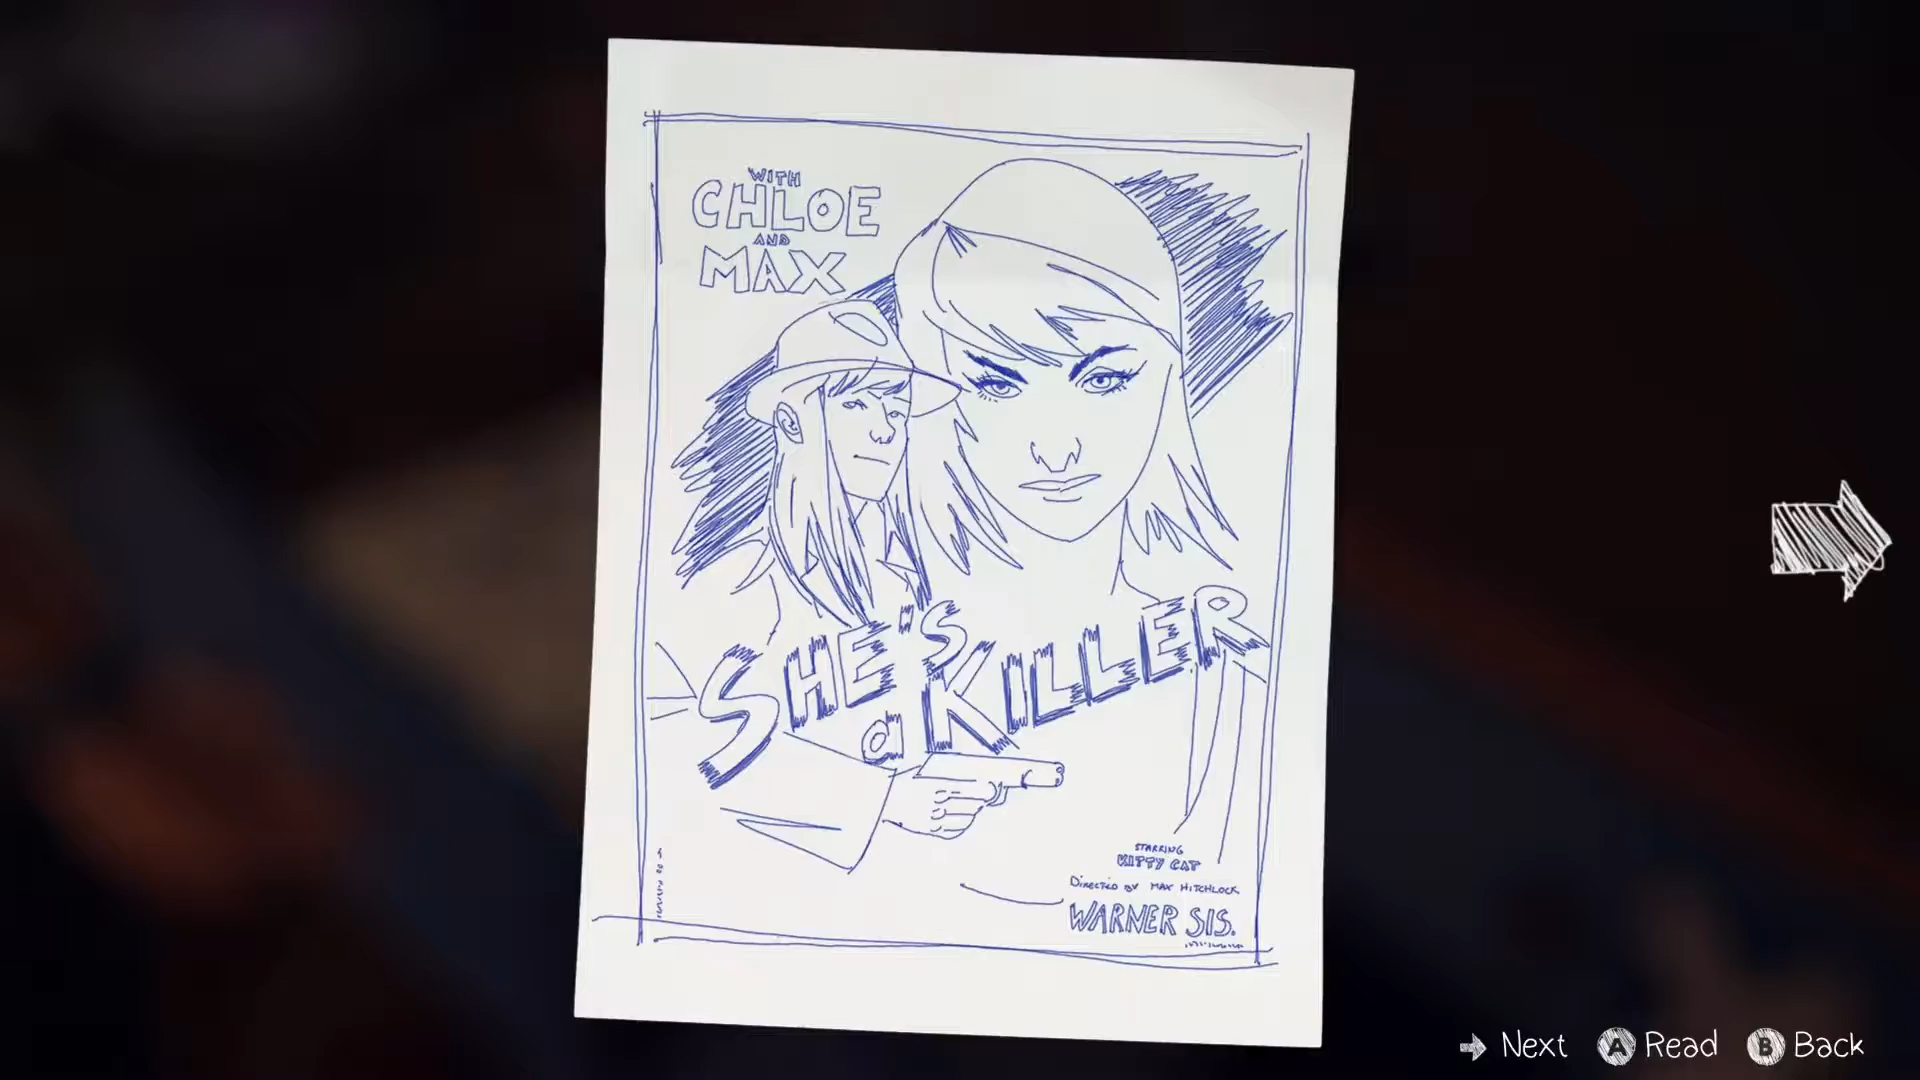 WITH
CHLOE
AND
MAX
SHE'S
a KILLER
STARRING
KITTY CAT
DIRECTED BY MAX HITCHLOCK
WARNER SIS.
Next
A Read
B Back